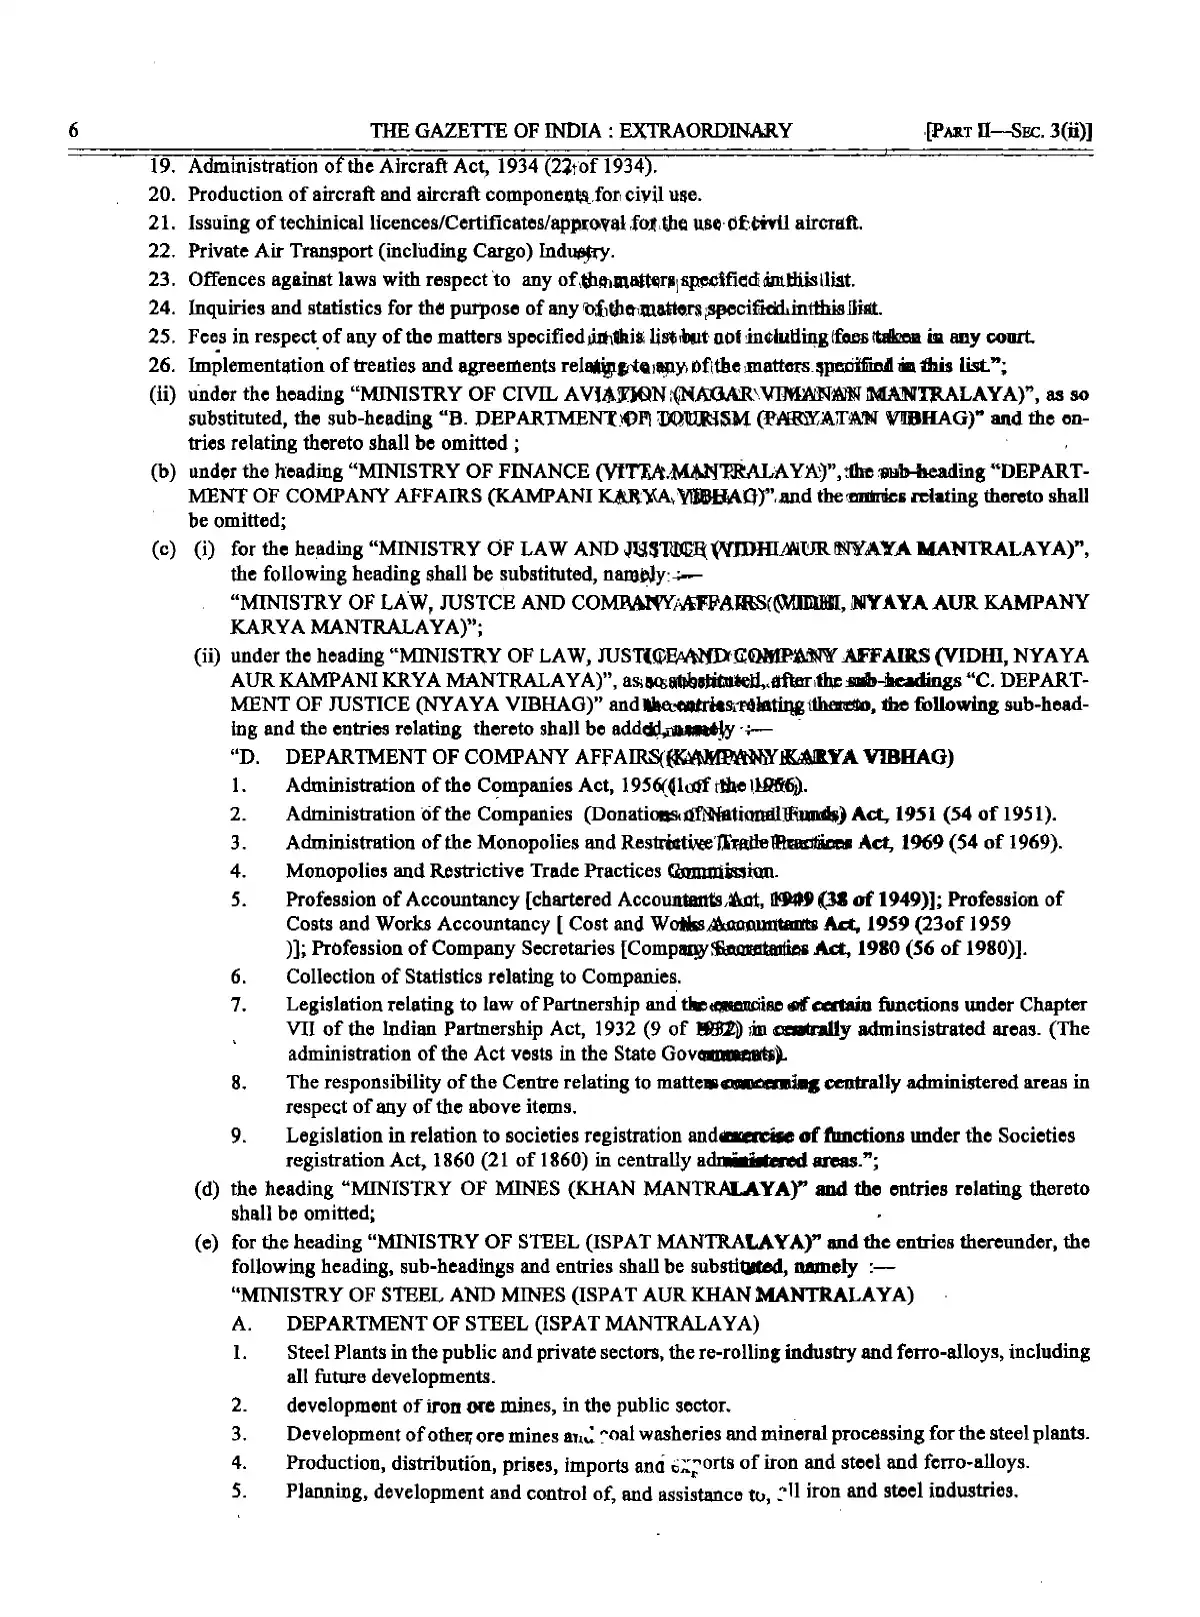 6 THE GAZETTE OF INDIA : EXTRAORDINARY [PART II—SEC. 3(ii)]
19. Administration of the Aircraft Act, 1934 (22 of 1934).
20. Production of aircraft and aircraft components for civil use.
21. Issuing of techinical licences/Certificates/approval for the use of civil aircraft.
22. Private Air Transport (including Cargo) Industry.
23. Offences against laws with respect to any of the matters specified in this list.
24. Inquiries and statistics for the purpose of any of the matters specified in this list.
25. Fees in respect of any of the matters specified in this list but not including fees taken in any court.
26. Implementation of treaties and agreements relating to any of the matters specified in this list.";
(ii) under the heading "MINISTRY OF CIVIL AVIATION (NAGAR VIMANAN MANTRALAYA)", as so
substituted, the sub-heading "B. DEPARTMENT OF TOURISM (PARYATAN VIBHAG)" and the en-
tries relating thereto shall be omitted ;
(b) under the heading "MINISTRY OF FINANCE (VITTA MANTRALAYA)", the sub-heading "DEPART-
MENT OF COMPANY AFFAIRS (KAMPANI KARYA VIBHAG)" and the entries relating thereto shall
be omitted;
(c) (i) for the heading "MINISTRY OF LAW AND JUSTICE (VIDHI AUR NYAYA MANTRALAYA)",
the following heading shall be substituted, namely :—
"MINISTRY OF LAW, JUSTCE AND COMPANY AFFAIRS (VIDHI, NYAYA AUR KAMPANY
KARYA MANTRALAYA)";
(ii) under the heading "MINISTRY OF LAW, JUSTICE AND COMPANY AFFAIRS (VIDHI, NYAYA
AUR KAMPANI KRYA MANTRALAYA)", as so substituted, after the sub-headings "C. DEPART-
MENT OF JUSTICE (NYAYA VIBHAG)" and the entries relating thereto, the following sub-head-
ing and the entries relating thereto shall be added, namely :—
"D. DEPARTMENT OF COMPANY AFFAIRS (KAMPANY KARYA VIBHAG)
1. Administration of the Companies Act, 1956 (1 of the 1956).
2. Administration of the Companies (Donations of National Funds) Act, 1951 (54 of 1951).
3. Administration of the Monopolies and Restrictive Trade Practices Act, 1969 (54 of 1969).
4. Monopolies and Restrictive Trade Practices Commission.
5. Profession of Accountancy [chartered Accountants Act, 1949 (38 of 1949)]; Profession of
Costs and Works Accountancy [ Cost and Works Accountants Act, 1959 (23of 1959
)]; Profession of Company Secretaries [Company Secretaries Act, 1980 (56 of 1980)].
6. Collection of Statistics relating to Companies.
7. Legislation relating to law of Partnership and the exercise of certain functions under Chapter
VII of the Indian Partnership Act, 1932 (9 of 1932) in centrally adminsistrated areas. (The
administration of the Act vests in the State Governments).
8. The responsibility of the Centre relating to matters concerning centrally administered areas in
respect of any of the above items.
9. Legislation in relation to societies registration and exercise of functions under the Societies
registration Act, 1860 (21 of 1860) in centrally administered areas.";
(d) the heading "MINISTRY OF MINES (KHAN MANTRALAYA)" and the entries relating thereto
shall be omitted;
(e) for the heading "MINISTRY OF STEEL (ISPAT MANTRALAYA)" and the entries thereunder, the
following heading, sub-headings and entries shall be substituted, namely :—
"MINISTRY OF STEEL AND MINES (ISPAT AUR KHAN MANTRALAYA)
A. DEPARTMENT OF STEEL (ISPAT MANTRALAYA)
1. Steel Plants in the public and private sectors, the re-rolling industry and ferro-alloys, including
all future developments.
2. development of iron ore mines, in the public sector.
3. Development of other ore mines and coal washeries and mineral processing for the steel plants.
4. Production, distribution, prises, imports and exports of iron and steel and ferro-alloys.
5. Planning, development and control of, and assistance to, all iron and steel industries.